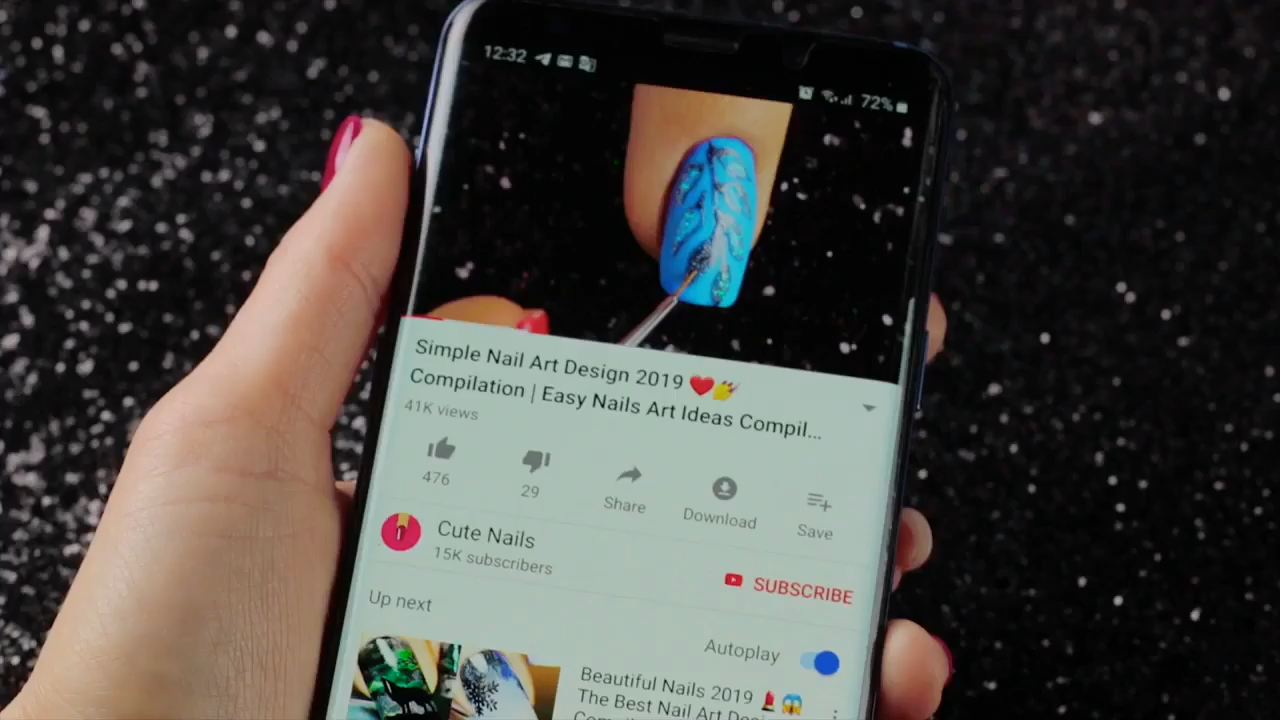 12:32
72%
Simple Nail Art Design 2019 ❤️💅
Compilation | Easy Nails Art Ideas Compil...
41K views
476
29
Share
Download
Save
Cute Nails
15K subscribers
SUBSCRIBE
Up next
Autoplay
Beautiful Nails 2019 💄😱
The Best Nail Art Desi